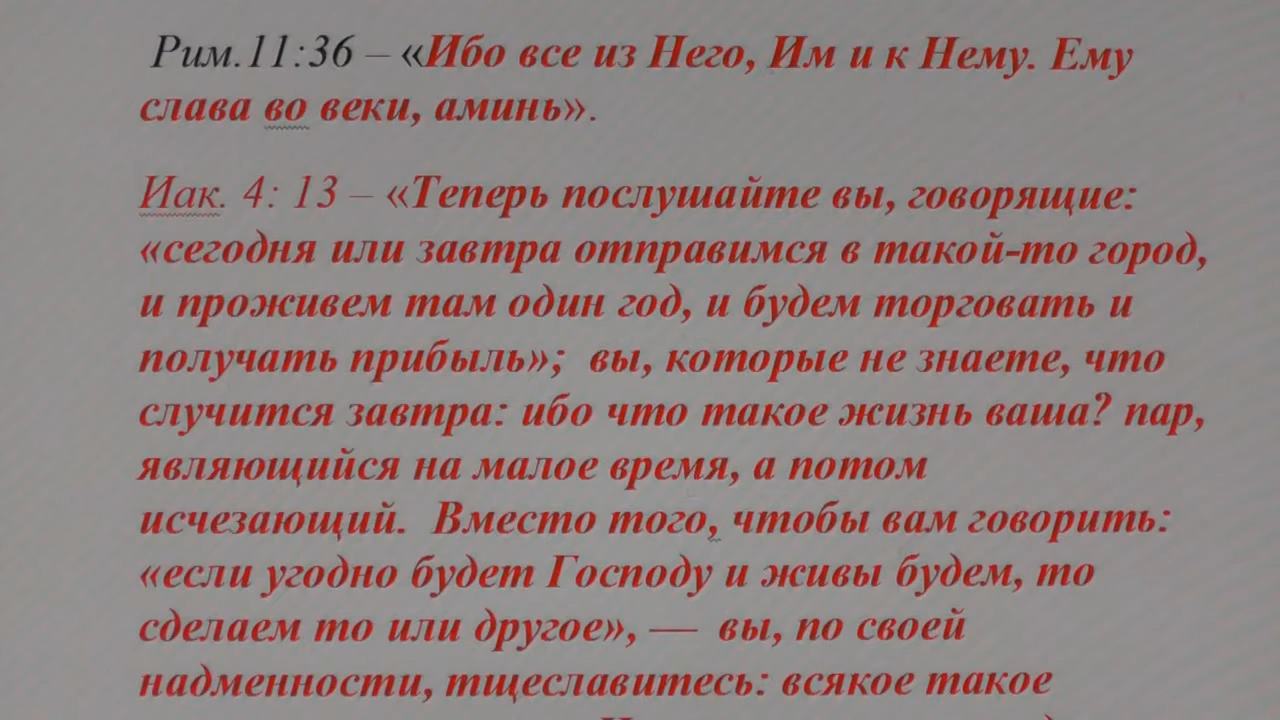 Рим.11:36 – «Ибо все из Него, Им и к Нему. Ему
слава во веки, аминь».
Иак. 4: 13 – «Теперь послушайте вы, говорящие:
«сегодня или завтра отправимся в такой-то город,
и проживем там один год, и будем торговать и
получать прибыль»; вы, которые не знаете, что
случится завтра: ибо что такое жизнь ваша? пар,
являющийся на малое время, а потом
исчезающий. Вместо того, чтобы вам говорить:
«если угодно будет Господу и живы будем, то
сделаем то или другое», — вы, по своей
надменности, тщеславитесь: всякое такое